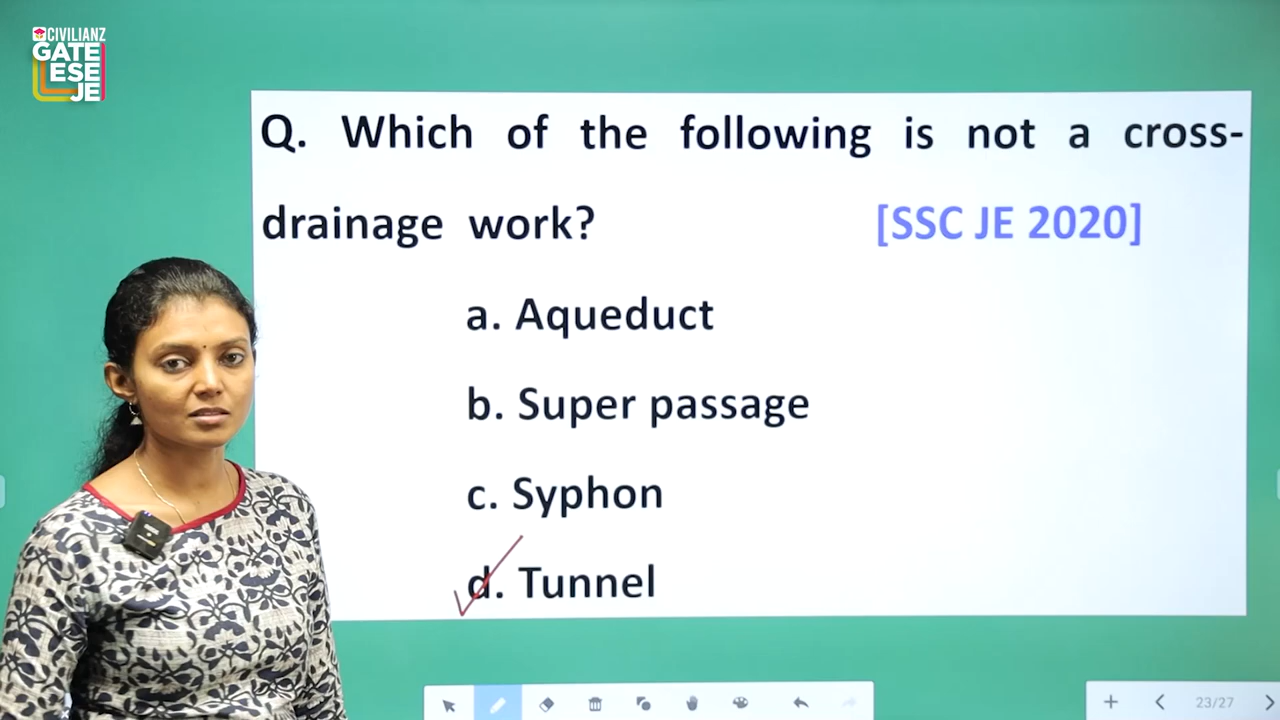 CIVILIANZ
GATE
ESE
JE
Q. Which of the following is not a cross-
drainage work? [SSC JE 2020]
a. Aqueduct
b. Super passage
c. Syphon
d. Tunnel
23/27